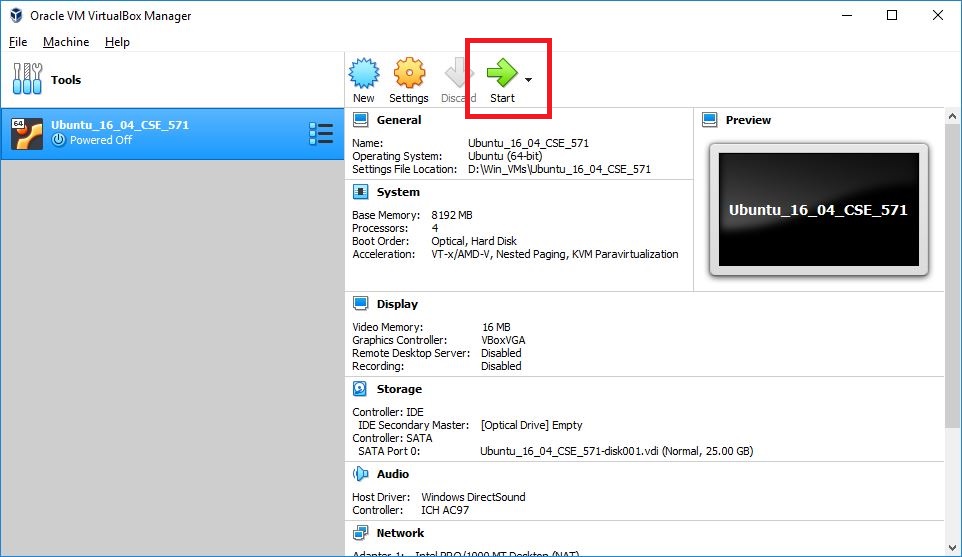 Oracle VM VirtualBox Manager
File Machine Help
Tools
New Settings Discard Start
64
Ubuntu_16_04_CSE_571
Powered Off
General
Name: Ubuntu_16_04_CSE_571
Operating System: Ubuntu (64-bit)
Settings File Location: D:\Win_VMs\Ubuntu_16_04_CSE_571
Preview
Ubuntu_16_04_CSE_571
System
Base Memory: 8192 MB
Processors: 4
Boot Order: Optical, Hard Disk
Acceleration: VT-x/AMD-V, Nested Paging, KVM Paravirtualization
Display
Video Memory: 16 MB
Graphics Controller: VBoxVGA
Remote Desktop Server: Disabled
Recording: Disabled
Storage
Controller: IDE
IDE Secondary Master: [Optical Drive] Empty
Controller: SATA
SATA Port 0: Ubuntu_16_04_CSE_571-disk001.vdi (Normal, 25.00 GB)
Audio
Host Driver: Windows DirectSound
Controller: ICH AC97
Network
Adapter 1: Intel PRO/1000 MT Desktop (NAT)